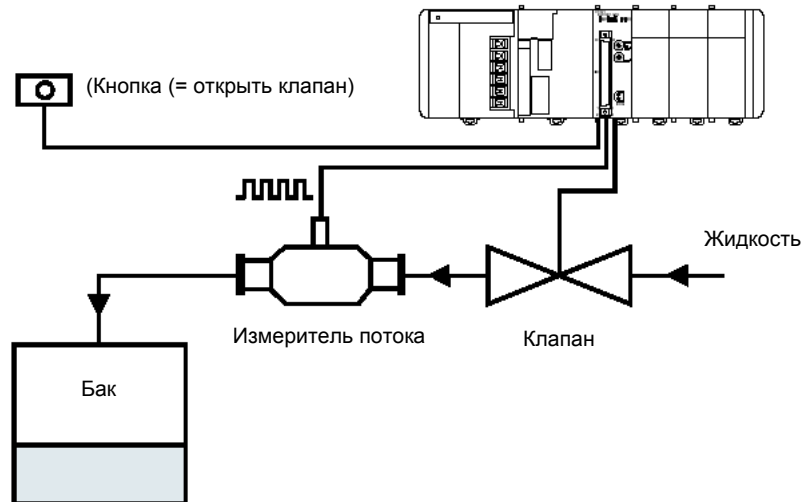 (Кнопка (= открыть клапан)
Жидкость
Измеритель потока
Клапан
Бак